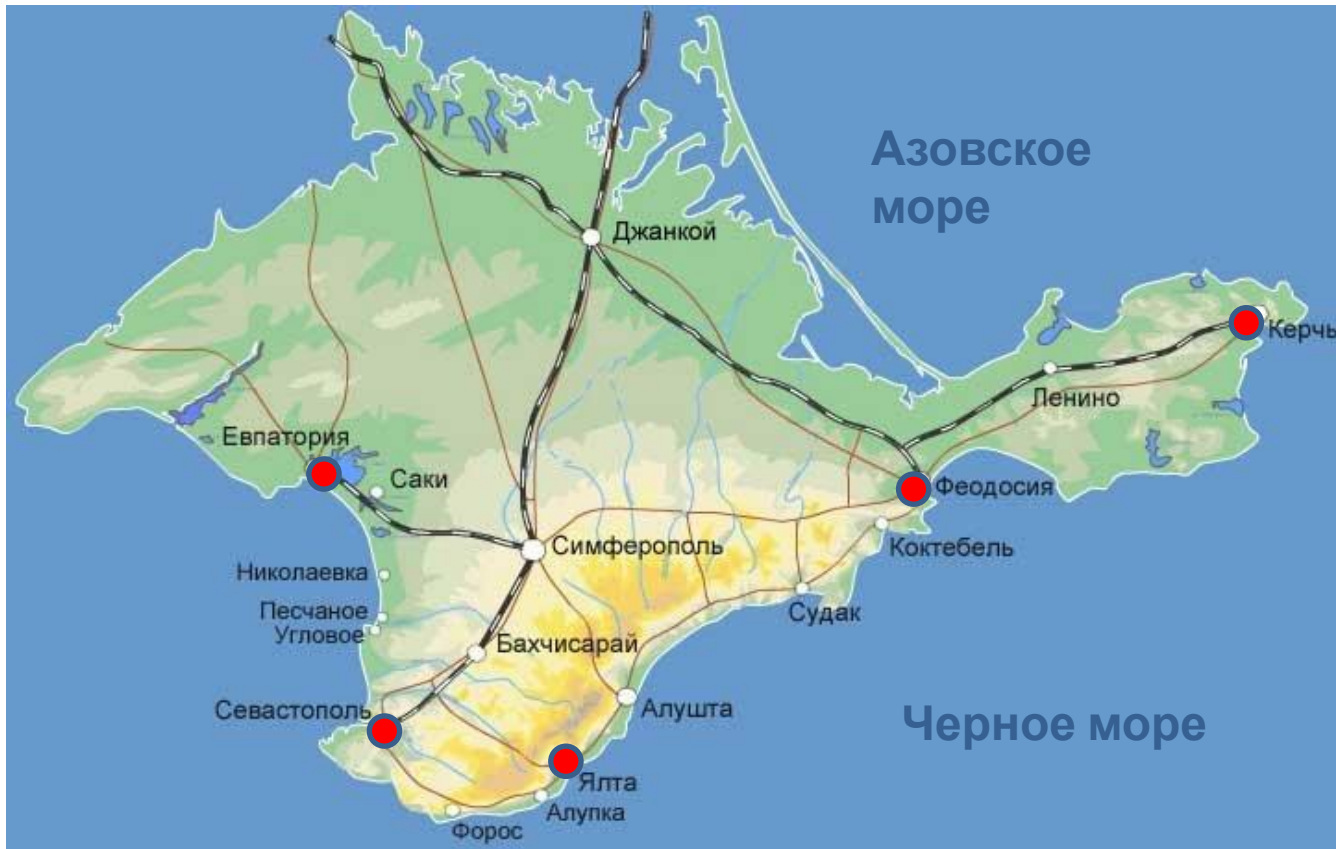 Азовское
море
Джанкой
Керчь
Ленино
Евпатория
Саки
Феодосия
Симферополь
Коктебель
Николаевка
Песчаное
Угловое
Судак
Бахчисарай
Севастополь
Алушта
Черное море
Ялта
Алупка
Форос